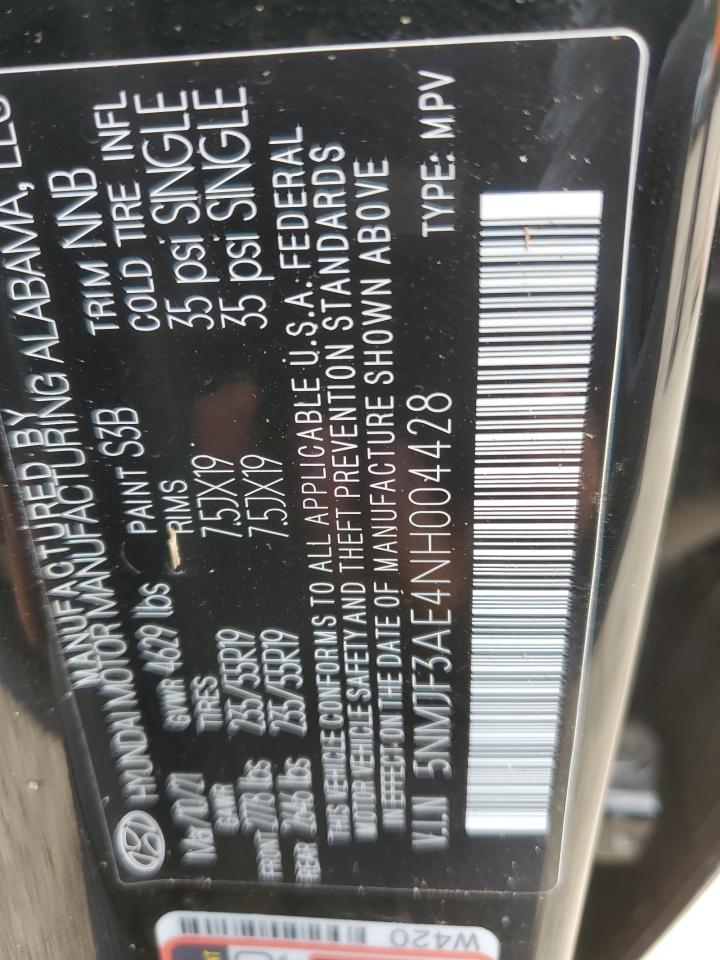 MANUFACTURED BY
HYUNDAI MOTOR MANUFACTURING ALABAMA, LLC
Mar/10/21 GVWR 4629 lbs PAINT S3B TRIM NNB
GAWR TIRES RIMS COLD TIRE INFL
FRONT lbs 235/55R19 7.5JX19 35 psi SINGLE
REAR 2646 lbs 235/55R19 7.5JX19 35 psi SINGLE
THIS VEHICLE CONFORMS TO ALL APPLICABLE U.S.A. FEDERAL
MOTOR VEHICLE SAFETY AND THEFT PREVENTION STANDARDS
IN EFFECT ON THE DATE OF MANUFACTURE SHOWN ABOVE
V.I.N 5NMJF3AE4NH004428 TYPE: MPV
W420